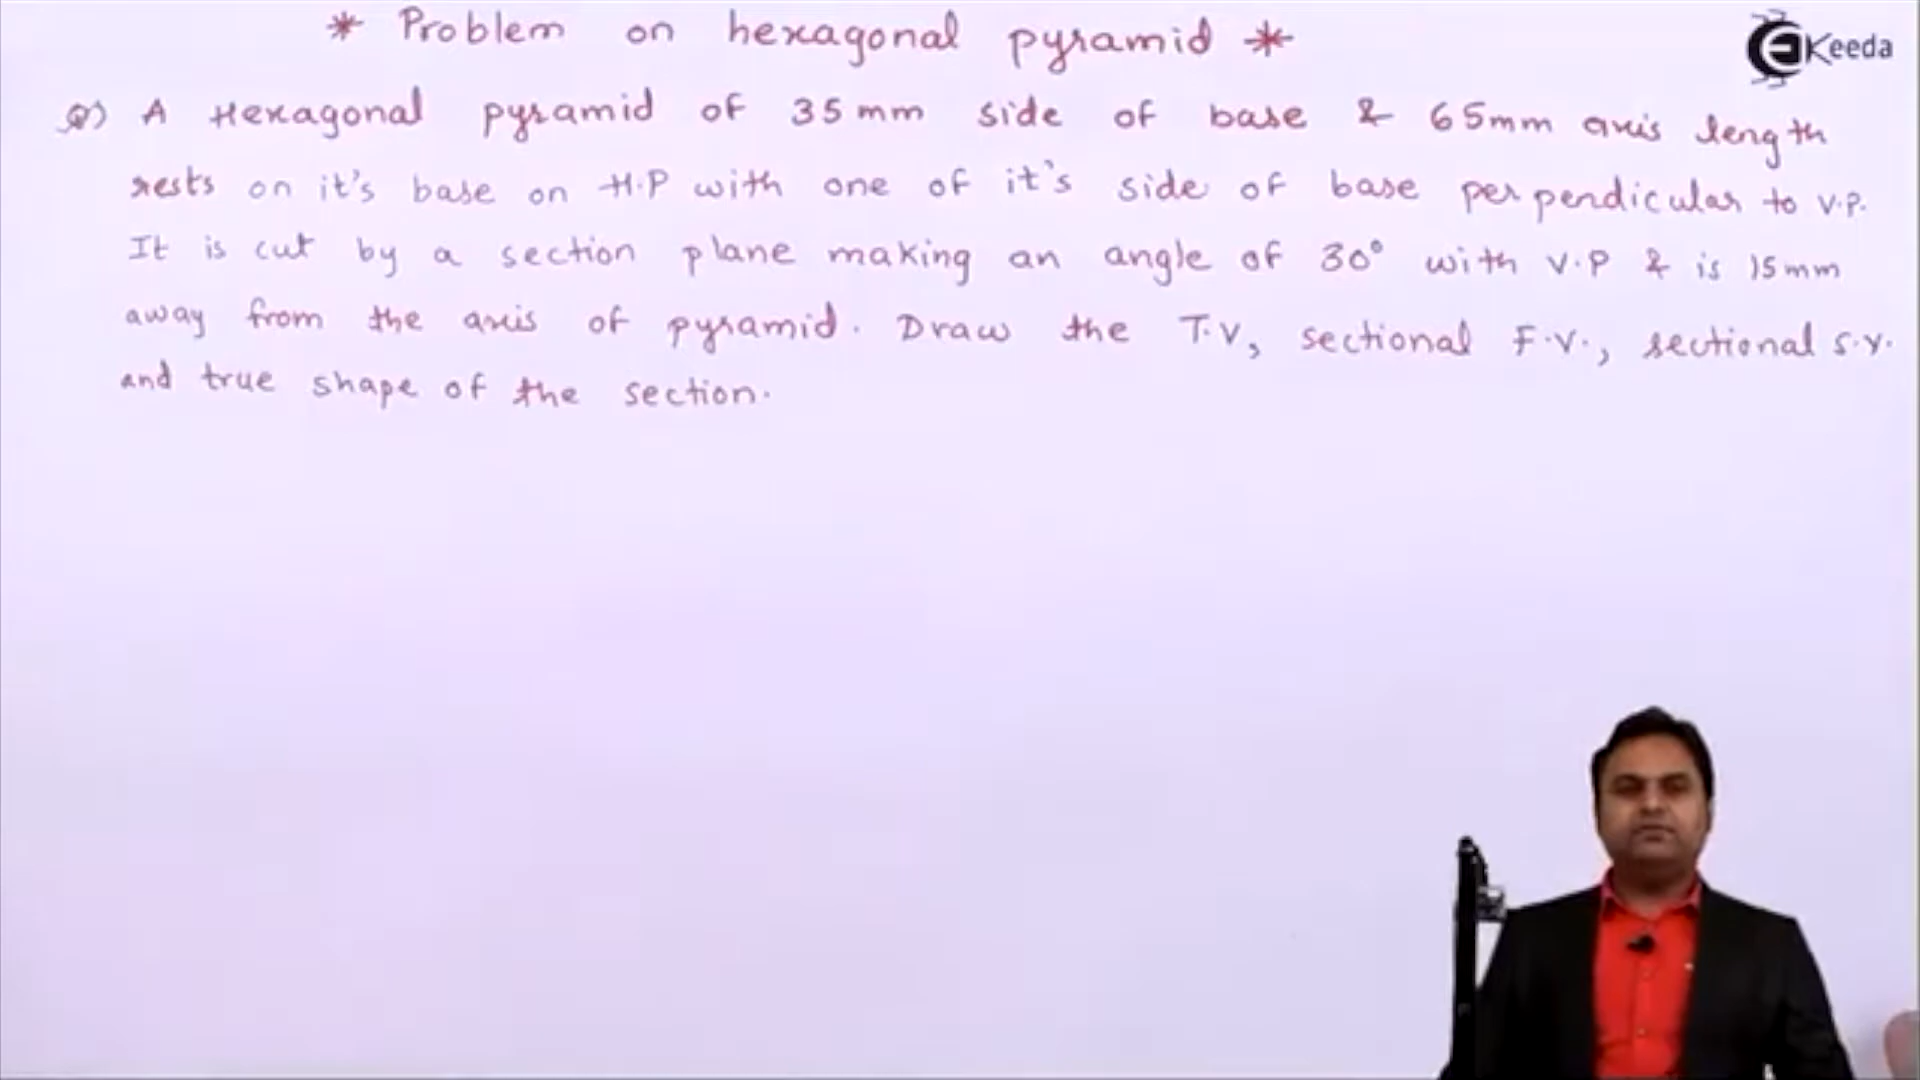 * Problem on hexagonal pyramid *
EKeeda
Q) A Hexagonal pyramid of 35mm side of base & 65mm axis length
rests on it's base on H.P with one of it's side of base perpendicular to V.P.
It is cut by a section plane making an angle of 30° with V.P & is 15mm
away from the axis of pyramid. Draw the T.V, sectional F.V., sectional S.V.
and true shape of the section.